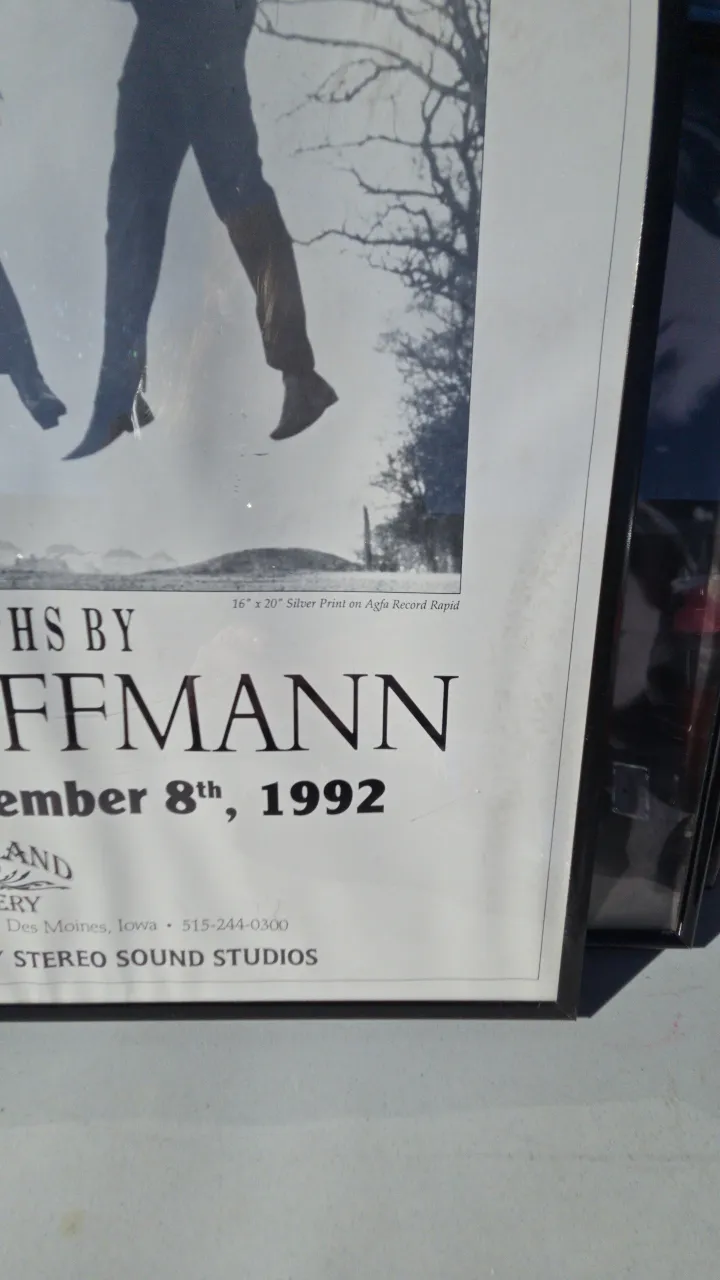 16" x 20" Silver Print on Agfa Record Rapid
HS BY
FFMANN
ember 8th, 1992
LAND
ERY
Des Moines, Iowa • 515-244-0300
Y STEREO SOUND STUDIOS